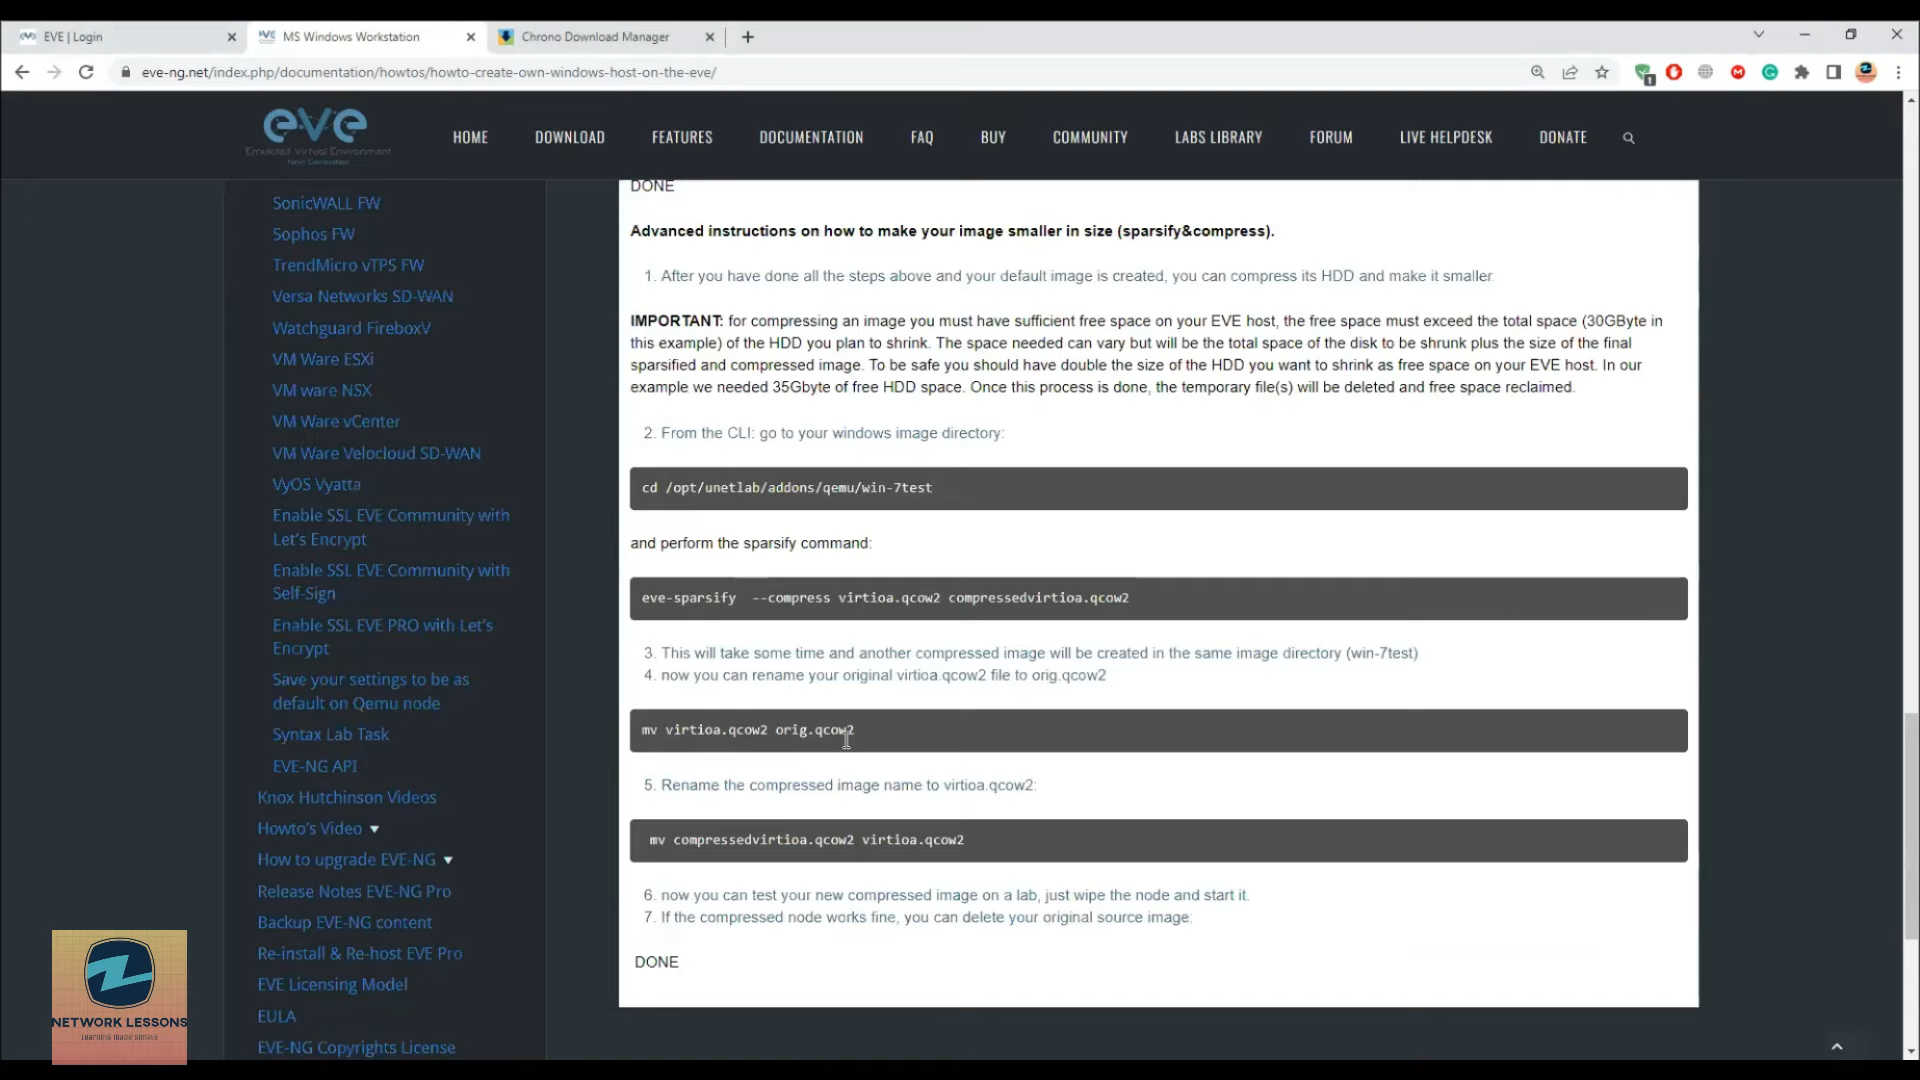 EVE | Login
MS Windows Workstation
Chrono Download Manager
eve-ng.net/index.php/documentation/howtos/howto-create-own-windows-host-on-the-eve/
eve
Emulated Virtual Environment
Next Generation
HOME
DOWNLOAD
FEATURES
DOCUMENTATION
FAQ
BUY
COMMUNITY
LABS LIBRARY
FORUM
LIVE HELPDESK
DONATE
SonicWALL FW
Sophos FW
TrendMicro vTPS FW
Versa Networks SD-WAN
Watchguard FireboxV
VM Ware ESXi
VM ware NSX
VM Ware vCenter
VM Ware Velocloud SD-WAN
VyOS Vyatta
Enable SSL EVE Community with
Let's Encrypt
Enable SSL EVE Community with
Self-Sign
Enable SSL EVE PRO with Let's
Encrypt
Save your settings to be as
default on Qemu node
Syntax Lab Task
EVE-NG API
Knox Hutchinson Videos
Howto's Video
How to upgrade EVE-NG
Release Notes EVE-NG Pro
Backup EVE-NG content
Re-install & Re-host EVE Pro
EVE Licensing Model
EULA
EVE-NG Copyrights License
DONE
Advanced instructions on how to make your image smaller in size (sparsify&compress).
1. After you have done all the steps above and your default image is created, you can compress its HDD and make it smaller.
IMPORTANT: for compressing an image you must have sufficient free space on your EVE host, the free space must exceed the total space (30GByte in
this example) of the HDD you plan to shrink. The space needed can vary but will be the total space of the disk to be shrunk plus the size of the final
sparsified and compressed image. To be safe you should have double the size of the HDD you want to shrink as free space on your EVE host. In our
example we needed 35Gbyte of free HDD space. Once this process is done, the temporary file(s) will be deleted and free space reclaimed.
2. From the CLI: go to your windows image directory:
cd /opt/unetlab/addons/qemu/win-7test
and perform the sparsify command:
eve-sparsify  --compress virtioa.qcow2 compressedvirtioa.qcow2
3. This will take some time and another compressed image will be created in the same image directory (win-7test)
4. now you can rename your original virtioa.qcow2 file to orig.qcow2
mv virtioa.qcow2 orig.qcow2
5. Rename the compressed image name to virtioa.qcow2:
mv compressedvirtioa.qcow2 virtioa.qcow2
6. now you can test your new compressed image on a lab, just wipe the node and start it.
7. If the compressed node works fine, you can delete your original source image:
DONE
NETWORK LESSONS
learning made simple